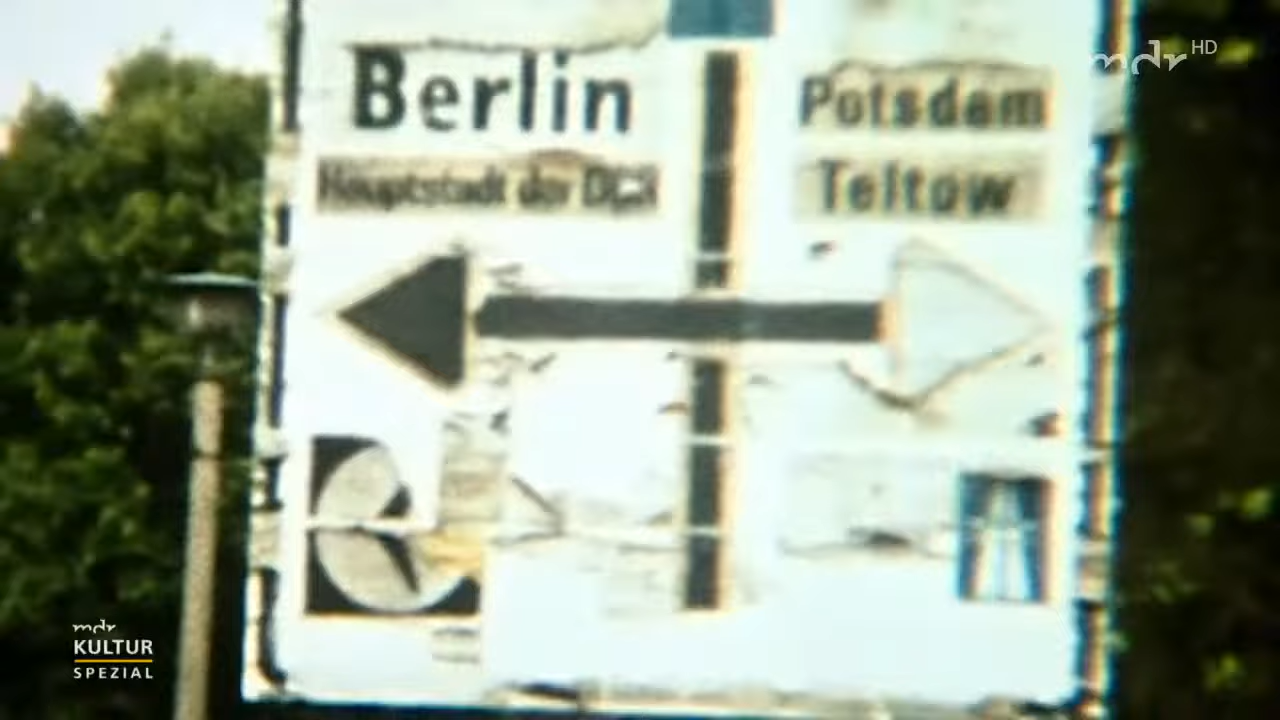 Berlin
Hauptstadt der DDR
Potsdam
Teltow
mdr HD
mdr
KULTUR
SPEZIAL